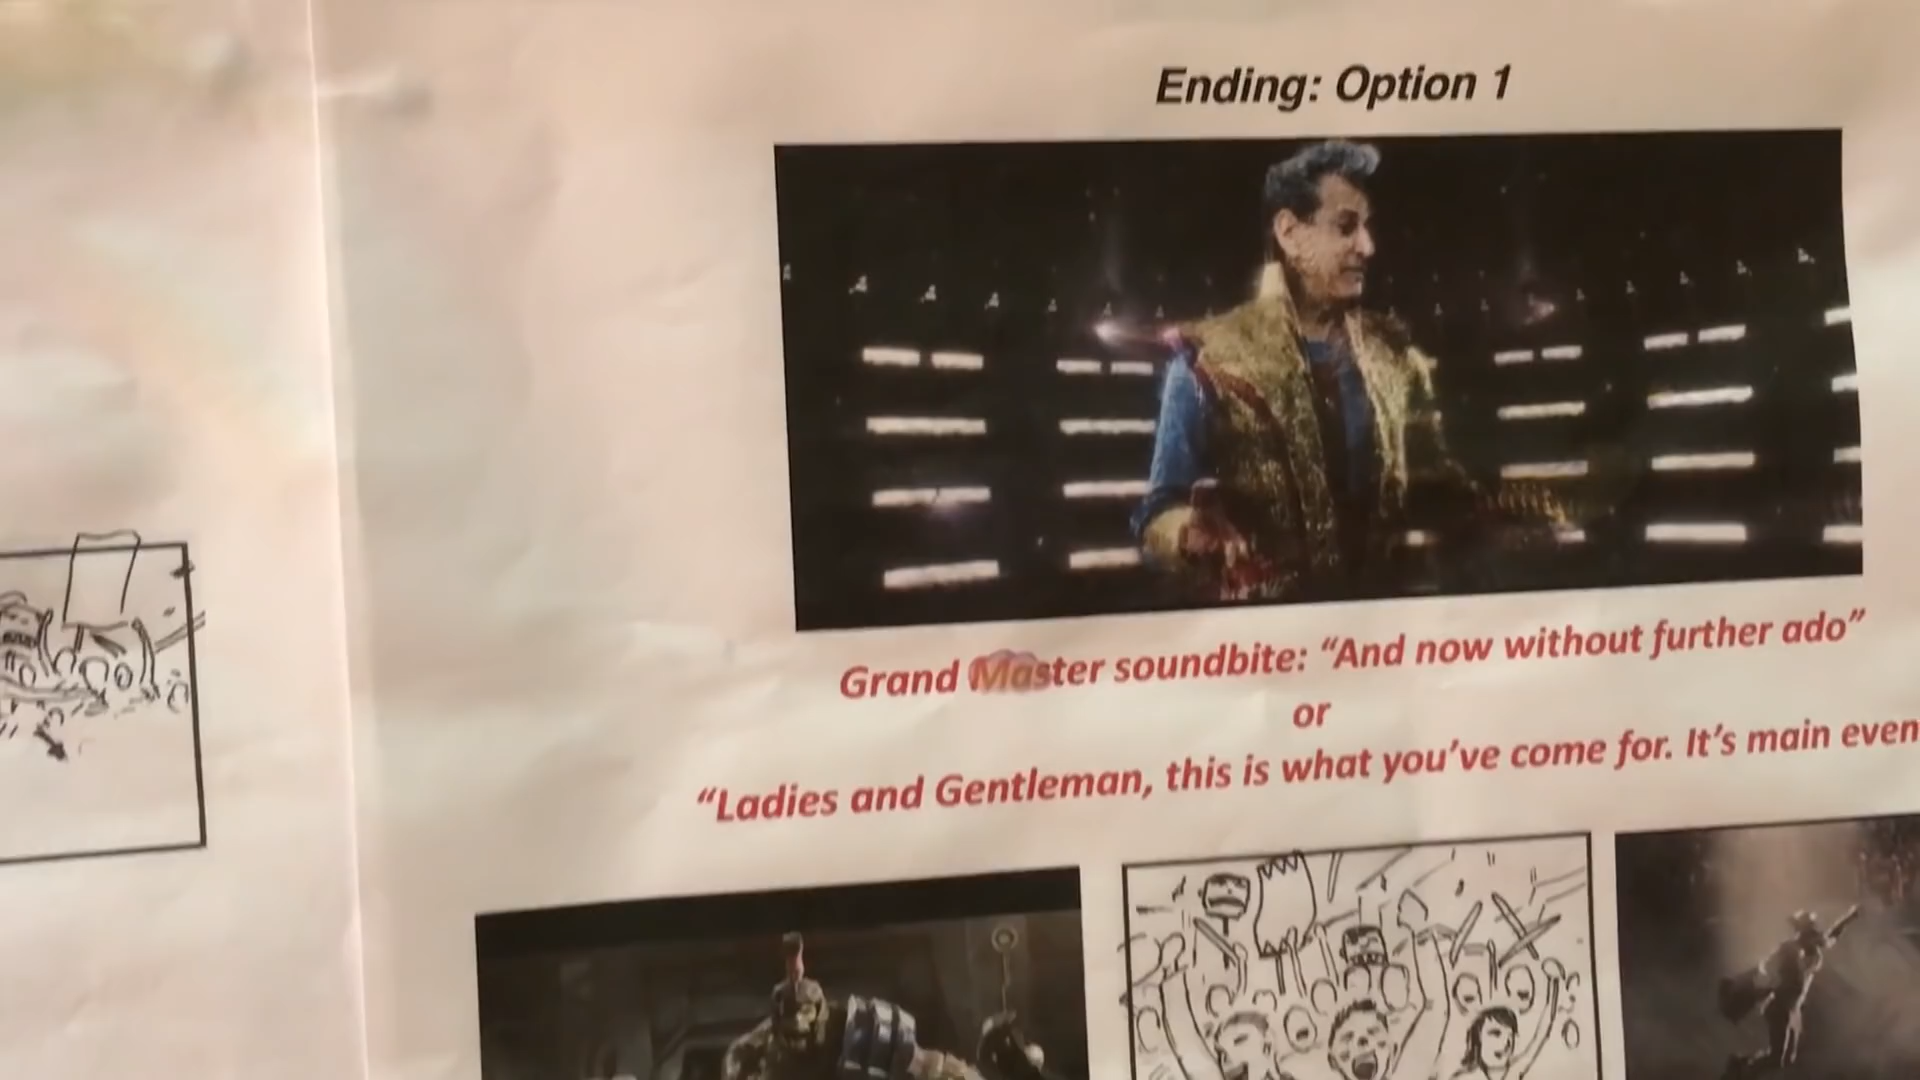 Ending: Option 1
Grand Master soundbite: “And now without further ado”
or
“Ladies and Gentleman, this is what you’ve come for. It’s main even